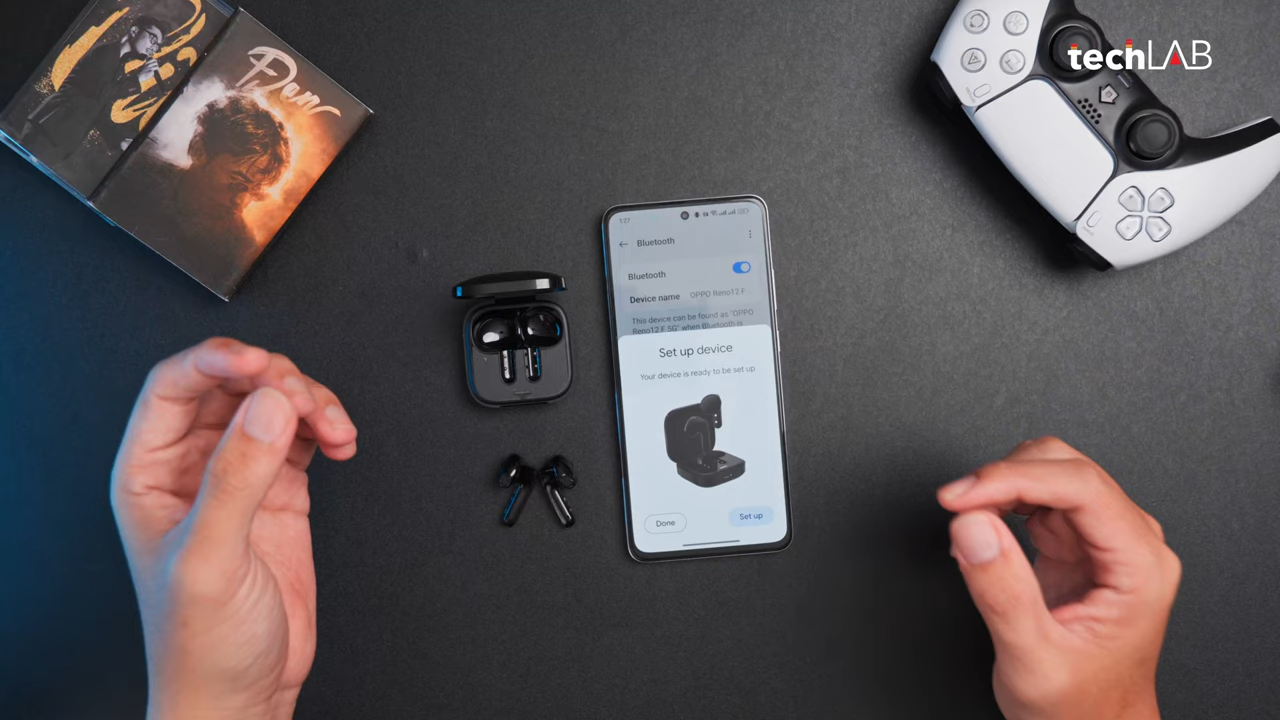 Den
techLAB
1:27
Bluetooth
Bluetooth
Device name OPPO Reno12 F
This device can be found as "OPPO
Reno12 F 5G" when Bluetooth is
Set up device
Your device is ready to be set up
Done
Set up